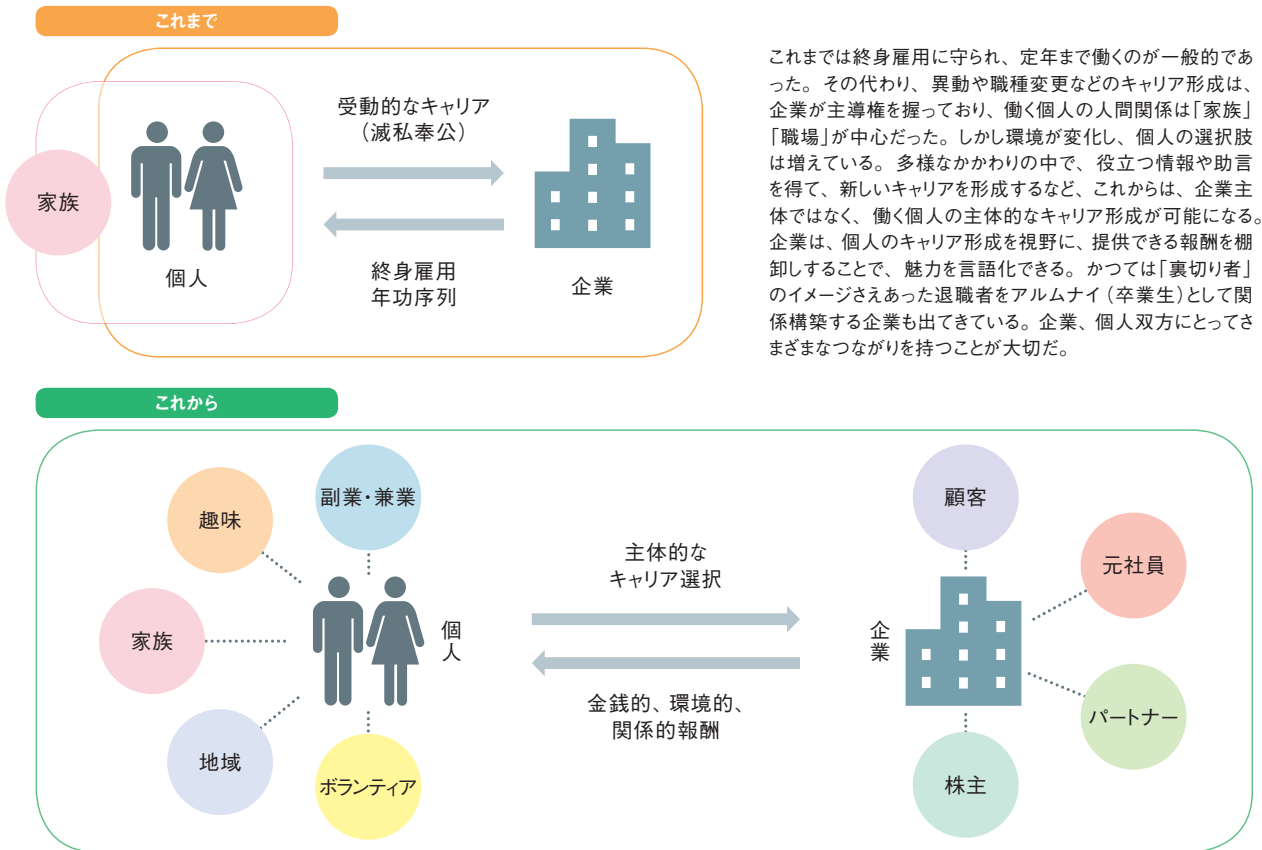 これまで
家族
個人
受動的なキャリア
（滅私奉公）
終身雇用
年功序列
企業
これまでは終身雇用に守られ、定年まで働くのが一般的であ
った。その代わり、異動や職種変更などのキャリア形成は、
企業が主導権を握っており、働く個人の人間関係は「家族」
「職場」が中心だった。しかし環境が変化し、個人の選択肢
は増えている。多様なかかわりの中で、役立つ情報や助言
を得て、新しいキャリアを形成するなど、これからは、企業主
体ではなく、働く個人の主体的なキャリア形成が可能になる。
企業は、個人のキャリア形成を視野に、提供できる報酬を棚
卸しすることで、魅力を言語化できる。かつては「裏切り者」
のイメージさえあった退職者をアルムナイ（卒業生）として関
係構築する企業も出てきている。企業、個人双方にとってさ
まざまなつながりを持つことが大切だ。
これから
副業・兼業
趣味
家族
地域
ボランティア
個人
主体的な
キャリア選択
金銭的、環境的、
関係的報酬
企業
顧客
元社員
パートナー
株主